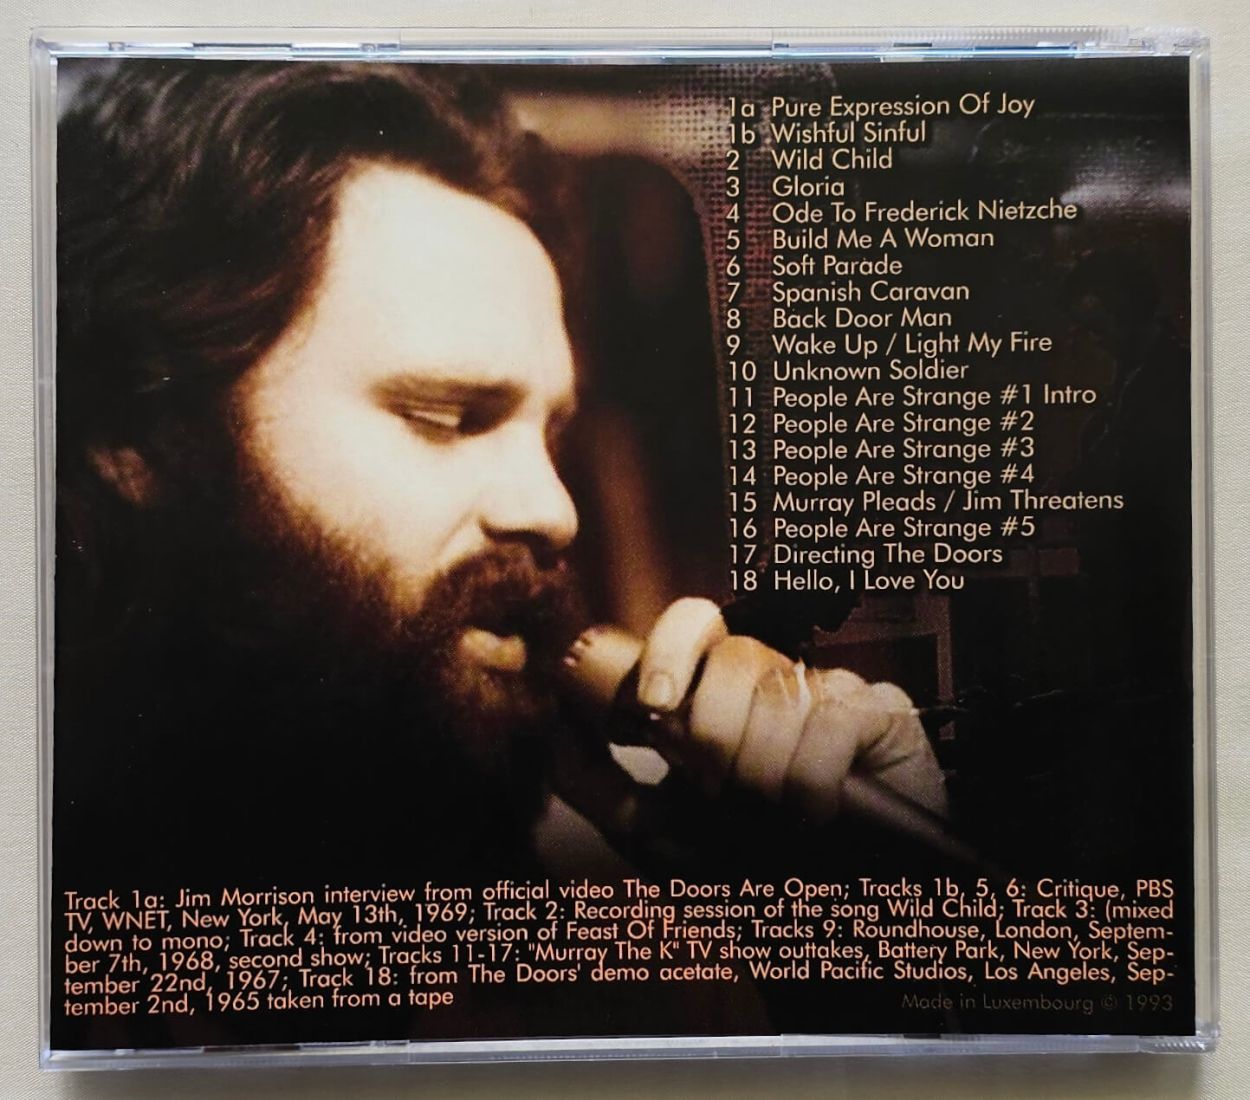 1a Pure Expression Of Joy
1b Wishful Sinful
2 Wild Child
3 Gloria
4 Ode To Frederick Nietzche
5 Build Me A Woman
6 Soft Parade
7 Spanish Caravan
8 Back Door Man
9 Wake Up / Light My Fire
10 Unknown Soldier
11 People Are Strange #1 Intro
12 People Are Strange #2
13 People Are Strange #3
14 People Are Strange #4
15 Murray Pleads / Jim Threatens
16 People Are Strange #5
17 Directing The Doors
18 Hello, I Love You
Track 1a: Jim Morrison interview from official video The Doors Are Open; Tracks 1b, 5, 6: Critique, PBS
TV, WNET, New York, May 13th, 1969; Track 2: Recording session of the song Wild Child; Track 3: (mixed
down to mono; Track 4: from video version of Feast Of Friends; Tracks 9: Roundhouse, London, Septem-
ber 7th, 1968, second show; Tracks 11-17: "Murray The K" TV show outtakes, Battery Park, New York, Sep-
tember 22nd, 1967; Track 18: from The Doors' demo acetate, World Pacific Studios, Los Angeles, Sep-
tember 2nd, 1965 taken from a tape
Made in Luxembourg © 1993